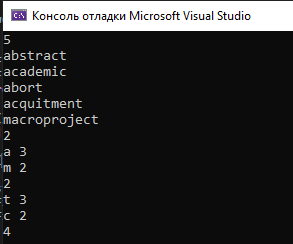 C:\ Консоль отладки Microsoft Visual Studio
5
abstract
academic
abort
acquitment
macroproject
2
a 3
m 2
2
t 3
c 2
4